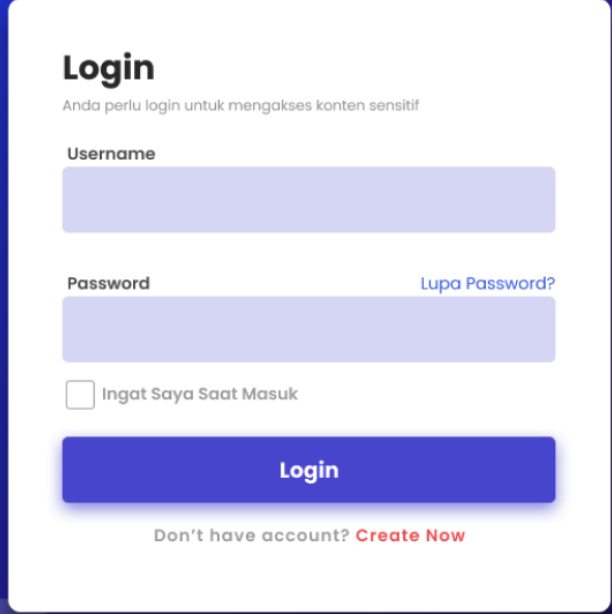 Login
Anda perlu login untuk mengakses konten sensitif
Username
Password Lupa Password?
Ingat Saya Saat Masuk
Login
Don't have account? Create Now